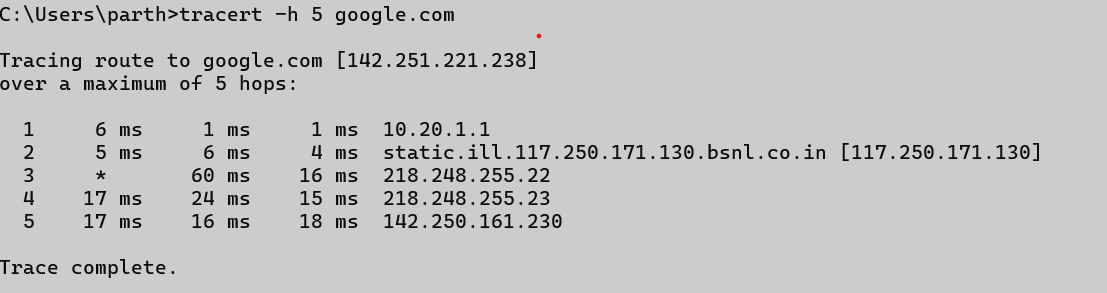 C:\Users\parth>tracert -h 5 google.com
Tracing route to google.com [142.251.221.238]
over a maximum of 5 hops:
1 6 ms 1 ms 1 ms 10.20.1.1
2 5 ms 6 ms 4 ms static.ill.117.250.171.130.bsnl.co.in [117.250.171.130]
3 * 60 ms 16 ms 218.248.255.22
4 17 ms 24 ms 15 ms 218.248.255.23
5 17 ms 16 ms 18 ms 142.250.161.230
Trace complete.